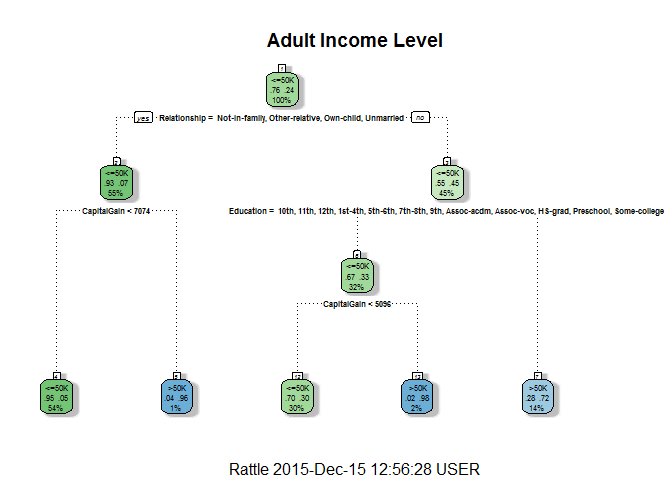 Adult Income Level
1
<=50K
.76 .24
100%
yes Relationship = Not-in-family, Other-relative, Own-child, Unmarried no
2
<=50K
.93 .07
55%
3
<=50K
.55 .45
45%
CapitalGain < 7074
Education = 10th, 11th, 12th, 1st-4th, 5th-6th, 7th-8th, 9th, Assoc-acdm, Assoc-voc, HS-grad, Preschool, Some-college
6
<=50K
.67 .33
32%
CapitalGain < 5096
4
<=50K
.95 .05
54%
5
>50K
.04 .96
1%
12
<=50K
.70 .30
30%
13
>50K
.02 .98
2%
7
>50K
.28 .72
14%
Rattle 2015-Dec-15 12:56:28 USER